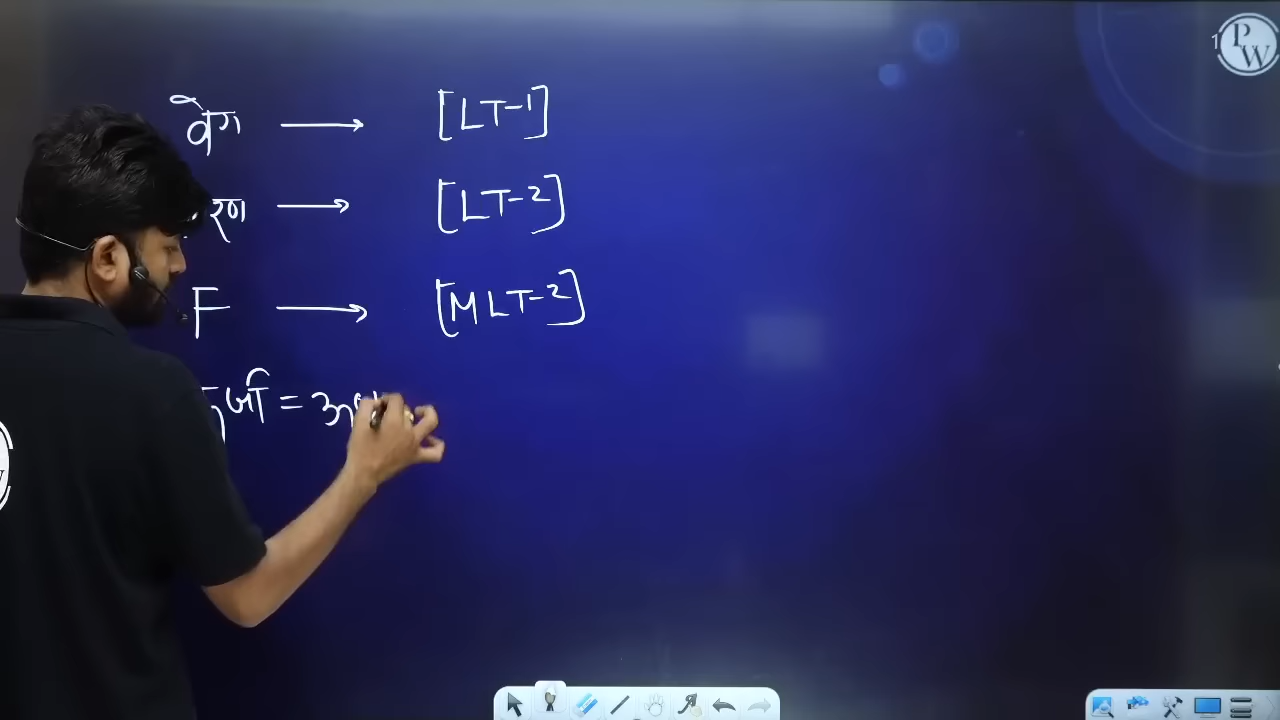 वेग → [LT-1]
→ [LT-2]
F → [MLT-2]
=
PW